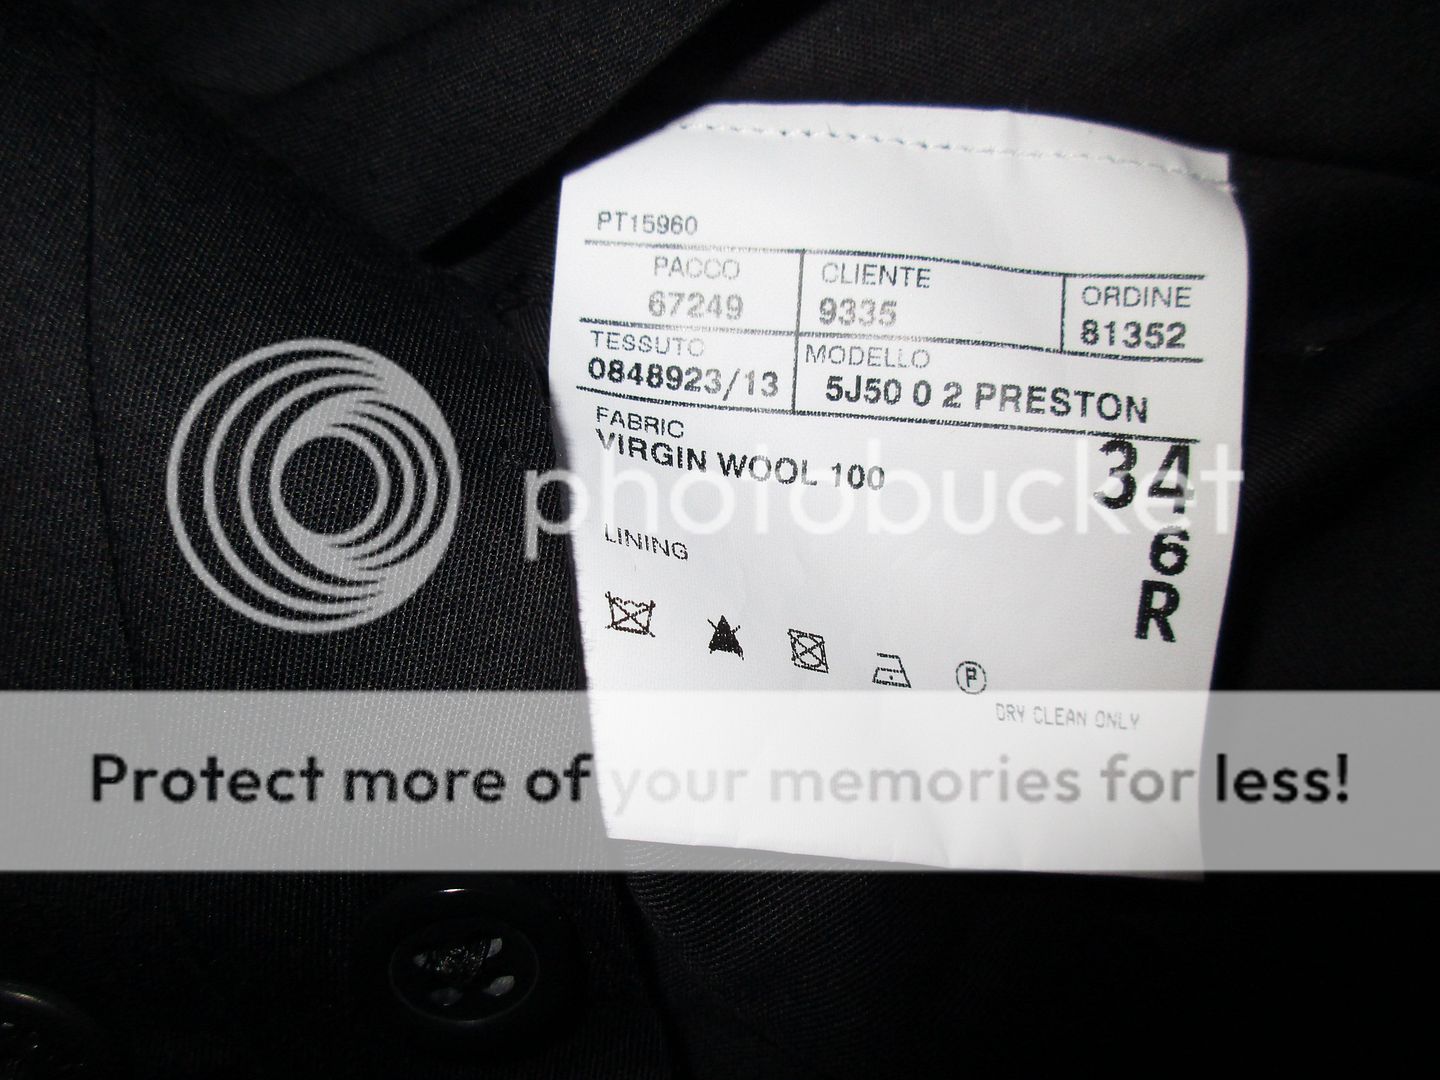 PT15960
PACCO
67249
CLIENTE
9335
ORDINE
81352
TESSUTO
0848923/13
MODELLO
5J50 0 2 PRESTON
FABRIC
VIRGIN WOOL 100
34
6
R
LINING
P
DRY CLEAN ONLY
photobucket
Protect more of your memories for less!